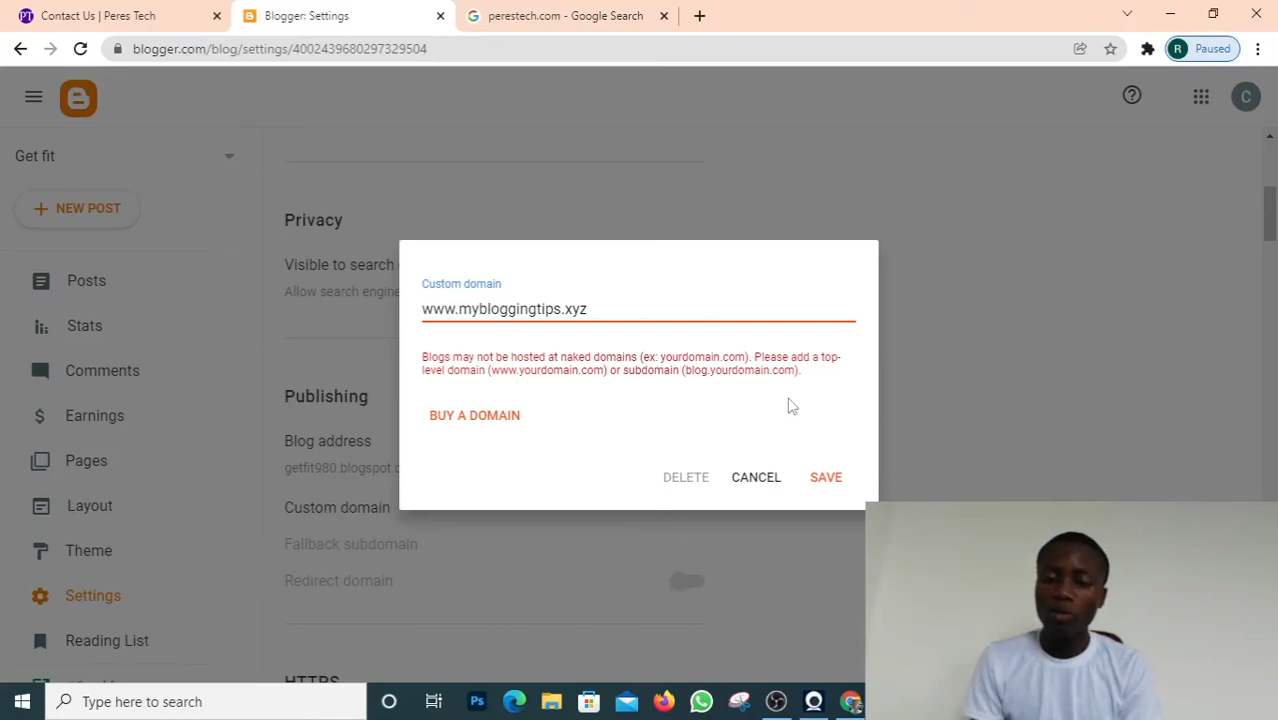 Contact Us | Peres Tech
Blogger: Settings
perestech.com - Google Search
blogger.com/blog/settings/4002439680297329504
R Paused
C
Get fit
NEW POST
Posts
Stats
Comments
Earnings
Pages
Layout
Theme
Settings
Reading List
Privacy
Visible to search
Allow search engine
Publishing
Blog address
getfit980.blogspot.c
Custom domain
Fallback subdomain
Redirect domain
HTTPS
Custom domain
www.mybloggingtips.xyz
Blogs may not be hosted at naked domains (ex: yourdomain.com). Please add a top-
level domain (www.yourdomain.com) or subdomain (blog.yourdomain.com).
BUY A DOMAIN
DELETE CANCEL SAVE
Type here to search
Ps